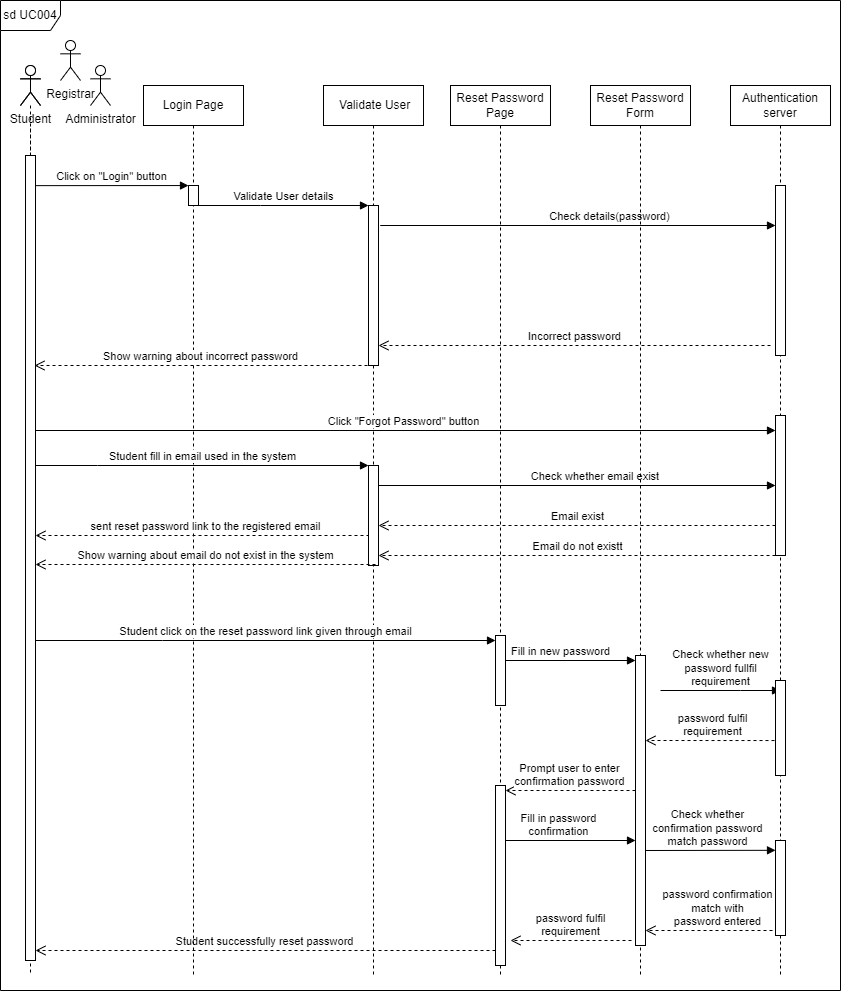 sd UC004
Registrar
Student
Administrator
Login Page
Validate User
Reset Password
Page
Reset Password
Form
Authentication
server
Click on "Login" button
Validate User details
Check details(password)
Incorrect password
Show warning about incorrect password
Click "Forgot Password" button
Student fill in email used in the system
Check whether email exist
Email exist
sent reset password link to the registered email
Email do not existt
Show warning about email do not exist in the system
Student click on the reset password link given through email
Fill in new password
Check whether new
password fullfil
requirement
password fulfil
requirement
Prompt user to enter
confirmation password
Fill in password
confirmation
Check whether
confirmation password
match password
password confirmation
match with
password entered
password fulfil
requirement
Student successfully reset password